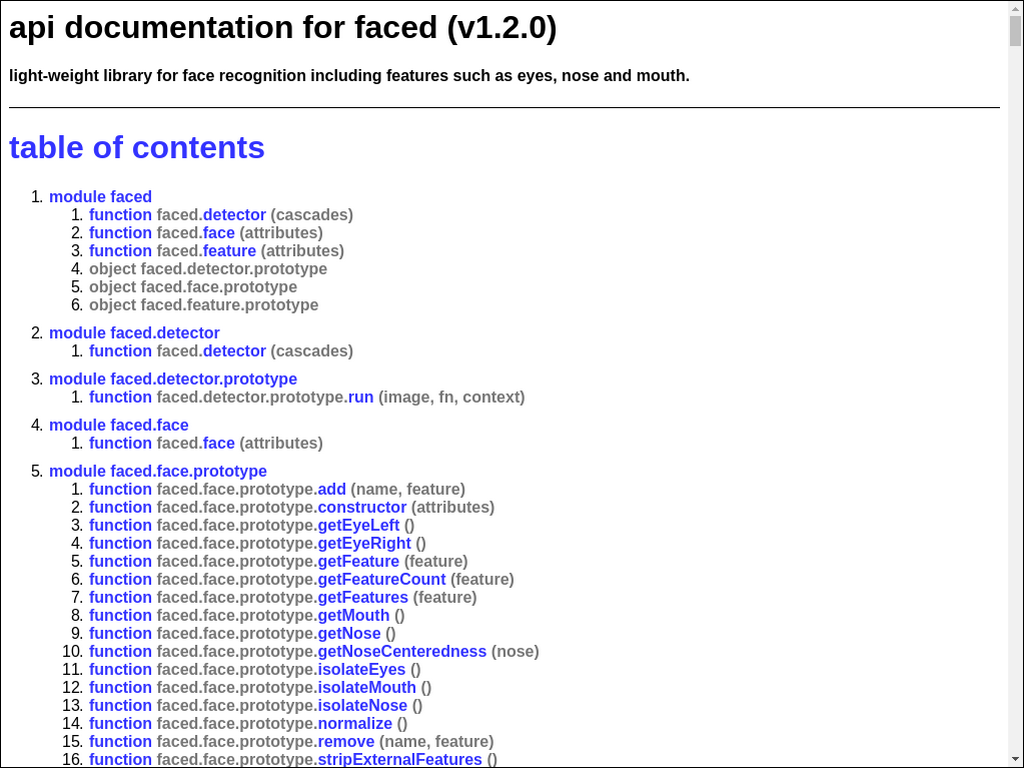 api documentation for faced (v1.2.0)
light-weight library for face recognition including features such as eyes, nose and mouth.
table of contents
1. module faced
1. function faced.detector (cascades)
2. function faced.face (attributes)
3. function faced.feature (attributes)
4. object faced.detector.prototype
5. object faced.face.prototype
6. object faced.feature.prototype
2. module faced.detector
1. function faced.detector (cascades)
3. module faced.detector.prototype
1. function faced.detector.prototype.run (image, fn, context)
4. module faced.face
1. function faced.face (attributes)
5. module faced.face.prototype
1. function faced.face.prototype.add (name, feature)
2. function faced.face.prototype.constructor (attributes)
3. function faced.face.prototype.getEyeLeft ()
4. function faced.face.prototype.getEyeRight ()
5. function faced.face.prototype.getFeature (feature)
6. function faced.face.prototype.getFeatureCount (feature)
7. function faced.face.prototype.getFeatures (feature)
8. function faced.face.prototype.getMouth ()
9. function faced.face.prototype.getNose ()
10. function faced.face.prototype.getNoseCenteredness (nose)
11. function faced.face.prototype.isolateEyes ()
12. function faced.face.prototype.isolateMouth ()
13. function faced.face.prototype.isolateNose ()
14. function faced.face.prototype.normalize ()
15. function faced.face.prototype.remove (name, feature)
16. function faced.face.prototype.stripExternalFeatures ()